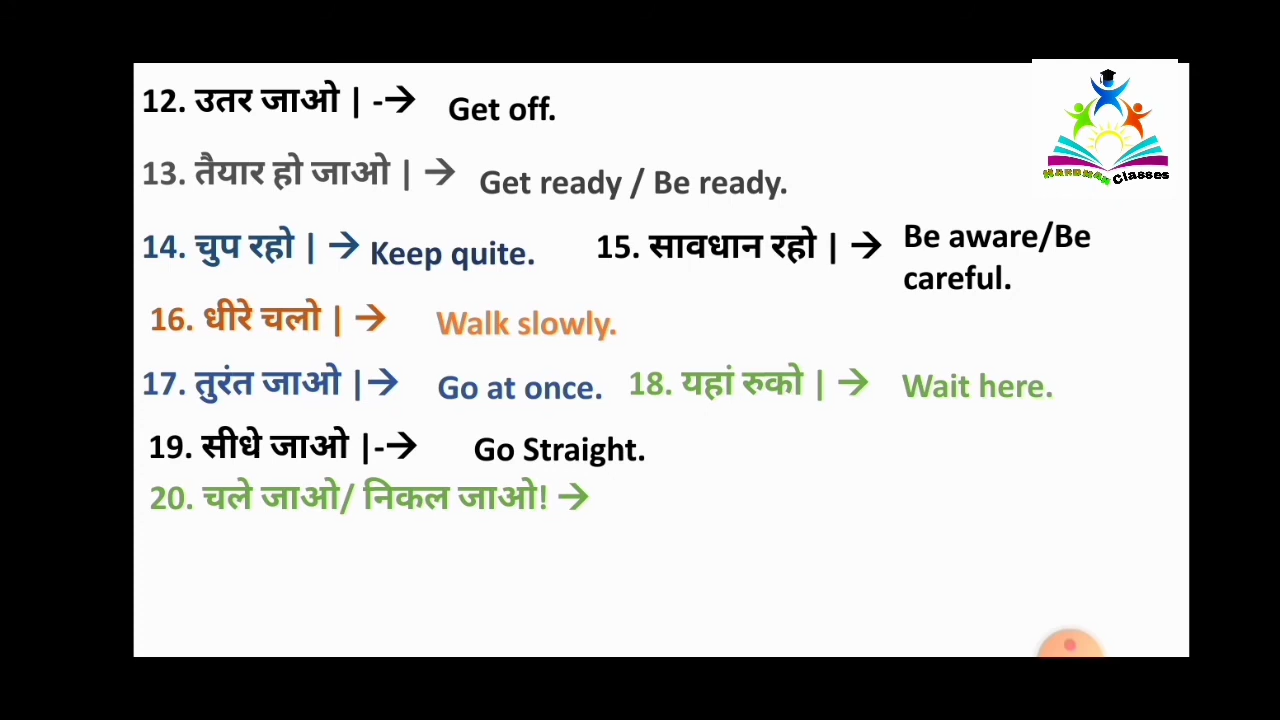 12. उतर जाओ | -→ Get off.
13. तैयार हो जाओ | → Get ready / Be ready.
14. चुप रहो | → Keep quite. 15. सावधान रहो | → Be aware/Be
careful.
16. धीरे चलो | → Walk slowly.
17. तुरंत जाओ |→ Go at once. 18. यहां रुको | → Wait here.
19. सीधे जाओ |-→ Go Straight.
20. चले जाओ/ निकल जाओ! →
Classes